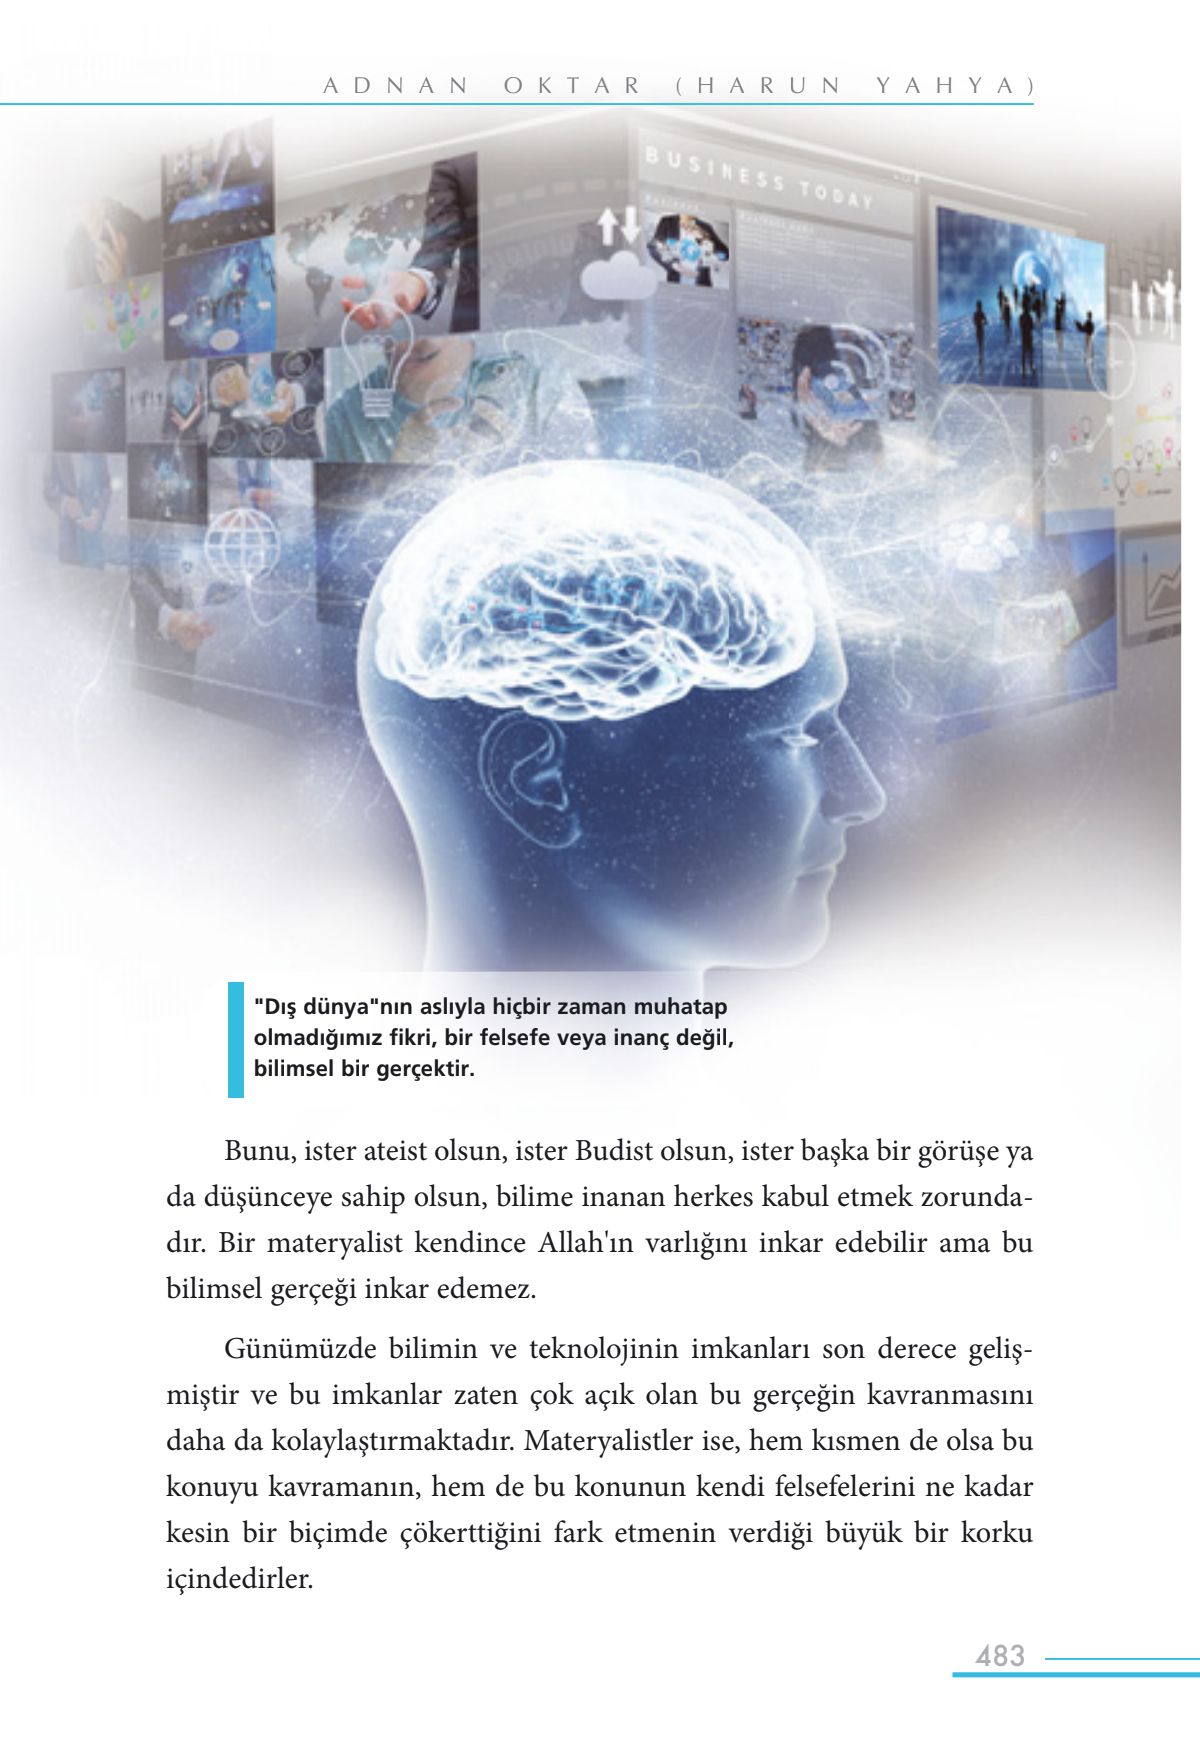 ADNAN OKTAR (HARUN YAHYA)
BUSINESS TODAY
"Dış dünya"nın aslıyla hiçbir zaman muhatap
olmadığımız fikri, bir felsefe veya inanç değil,
bilimsel bir gerçektir.
Bunu, ister ateist olsun, ister Budist olsun, ister başka bir görüşe ya
da düşünceye sahip olsun, bilime inanan herkes kabul etmek zorunda-
dır. Bir materyalist kendince Allah'ın varlığını inkar edebilir ama bu
bilimsel gerçeği inkar edemez.
Günümüzde bilimin ve teknolojinin imkanları son derece geliş-
miştir ve bu imkanlar zaten çok açık olan bu gerçeğin kavranmasını
daha da kolaylaştırmaktadır. Materyalistler ise, hem kısmen de olsa bu
konuyu kavramanın, hem de bu konunun kendi felsefelerini ne kadar
kesin bir biçimde çökerttiğini fark etmenin verdiği büyük bir korku
içindedirler.
483